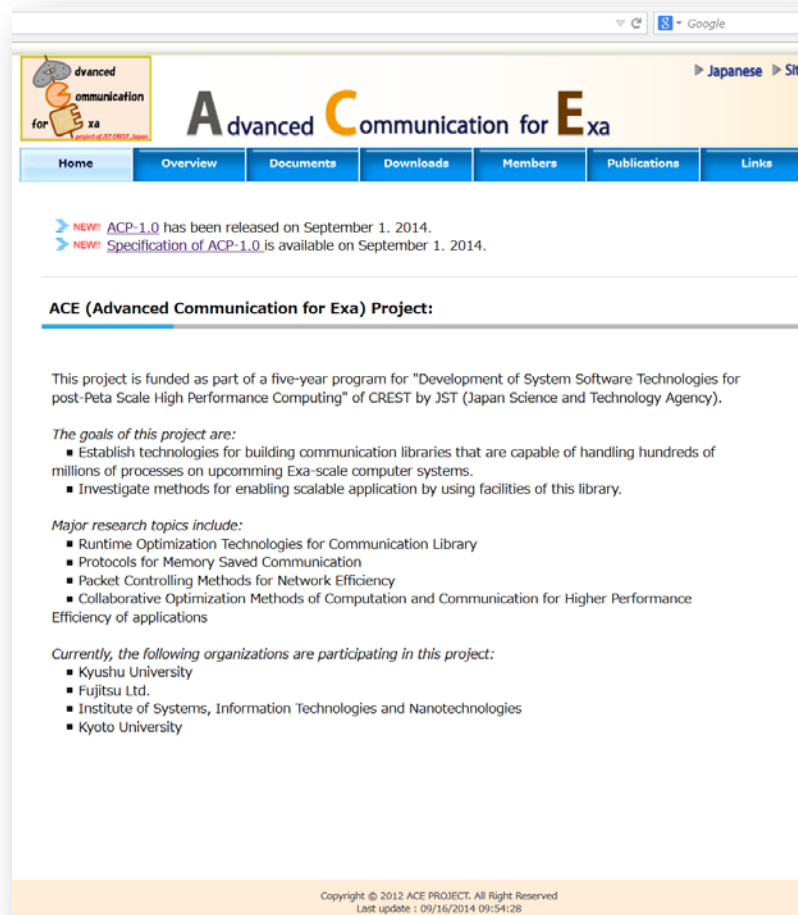 Google
dvanced
ommunication
for xa
project of JST CREST, Japan
Advanced Communication for Exa
Japanese
Home Overview Documents Downloads Members Publications Links
NEW!! ACP-1.0 has been released on September 1. 2014.
NEW!! Specification of ACP-1.0 is available on September 1. 2014.
ACE (Advanced Communication for Exa) Project:
This project is funded as part of a five-year program for "Development of System Software Technologies for
post-Peta Scale High Performance Computing" of CREST by JST (Japan Science and Technology Agency).
The goals of this project are:
■ Establish technologies for building communication libraries that are capable of handling hundreds of
millions of processes on upcomming Exa-scale computer systems.
■ Investigate methods for enabling scalable application by using facilities of this library.
Major research topics include:
■ Runtime Optimization Technologies for Communication Library
■ Protocols for Memory Saved Communication
■ Packet Controlling Methods for Network Efficiency
■ Collaborative Optimization Methods of Computation and Communication for Higher Performance
Efficiency of applications
Currently, the following organizations are participating in this project:
■ Kyushu University
■ Fujitsu Ltd.
■ Institute of Systems, Information Technologies and Nanotechnologies
■ Kyoto University
Copyright © 2012 ACE PROJECT. All Right Reserved
Last update : 09/16/2014 09:54:28